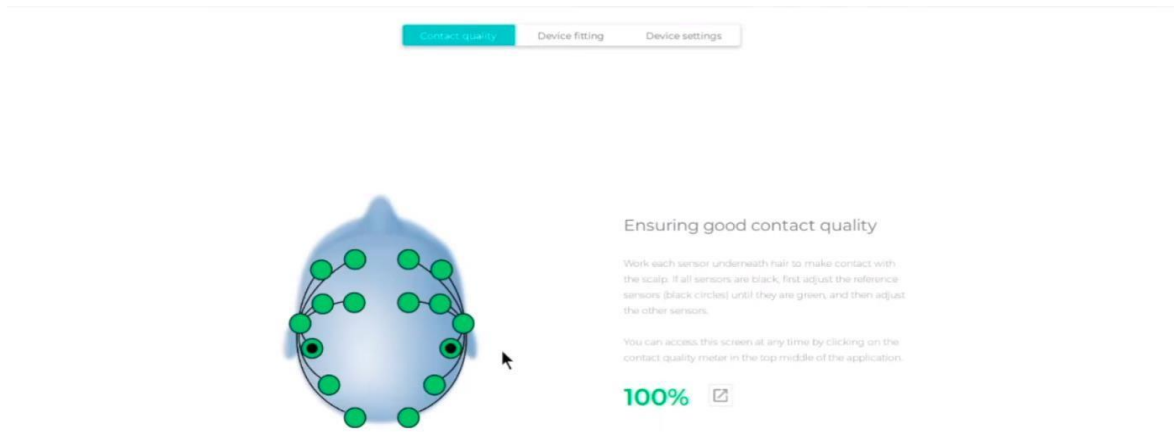 Contact quality
Device fitting
Device settings
Ensuring good contact quality
Work each sensor underneath hair to make contact with
the scalp. If all sensors are black, first adjust the reference
sensors (black circles) until they are green, and then adjust
the other sensors.
You can access this screen at any time by clicking on the
contact quality meter in the top middle of the application.
100%